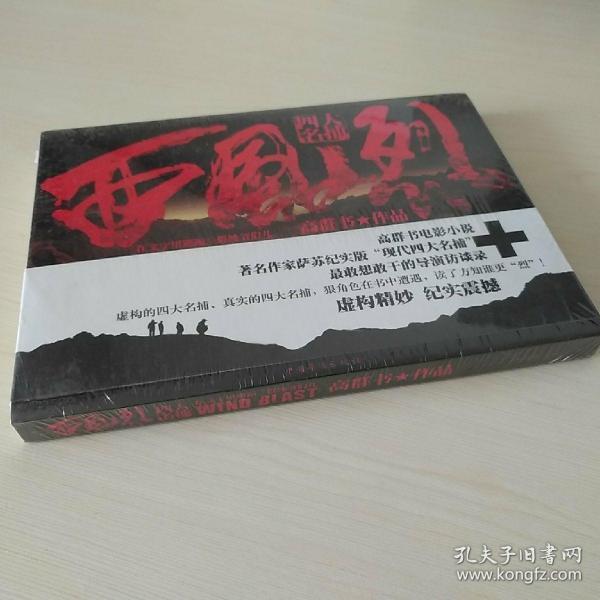 西风烈
四大名捕
高群书★作品
高群书电影小说
著名作家萨苏纪实版“现代四大名捕”
最敢想敢干的导演访谈录
虚构的四大名捕、真实的四大名捕，狠角色在书中遭遇，读了方知谁更“烈”！
虚构精妙 纪实震撼
西风烈 WIND BLAST 高群书★作品
孔夫子旧书网
www.kongfz.com